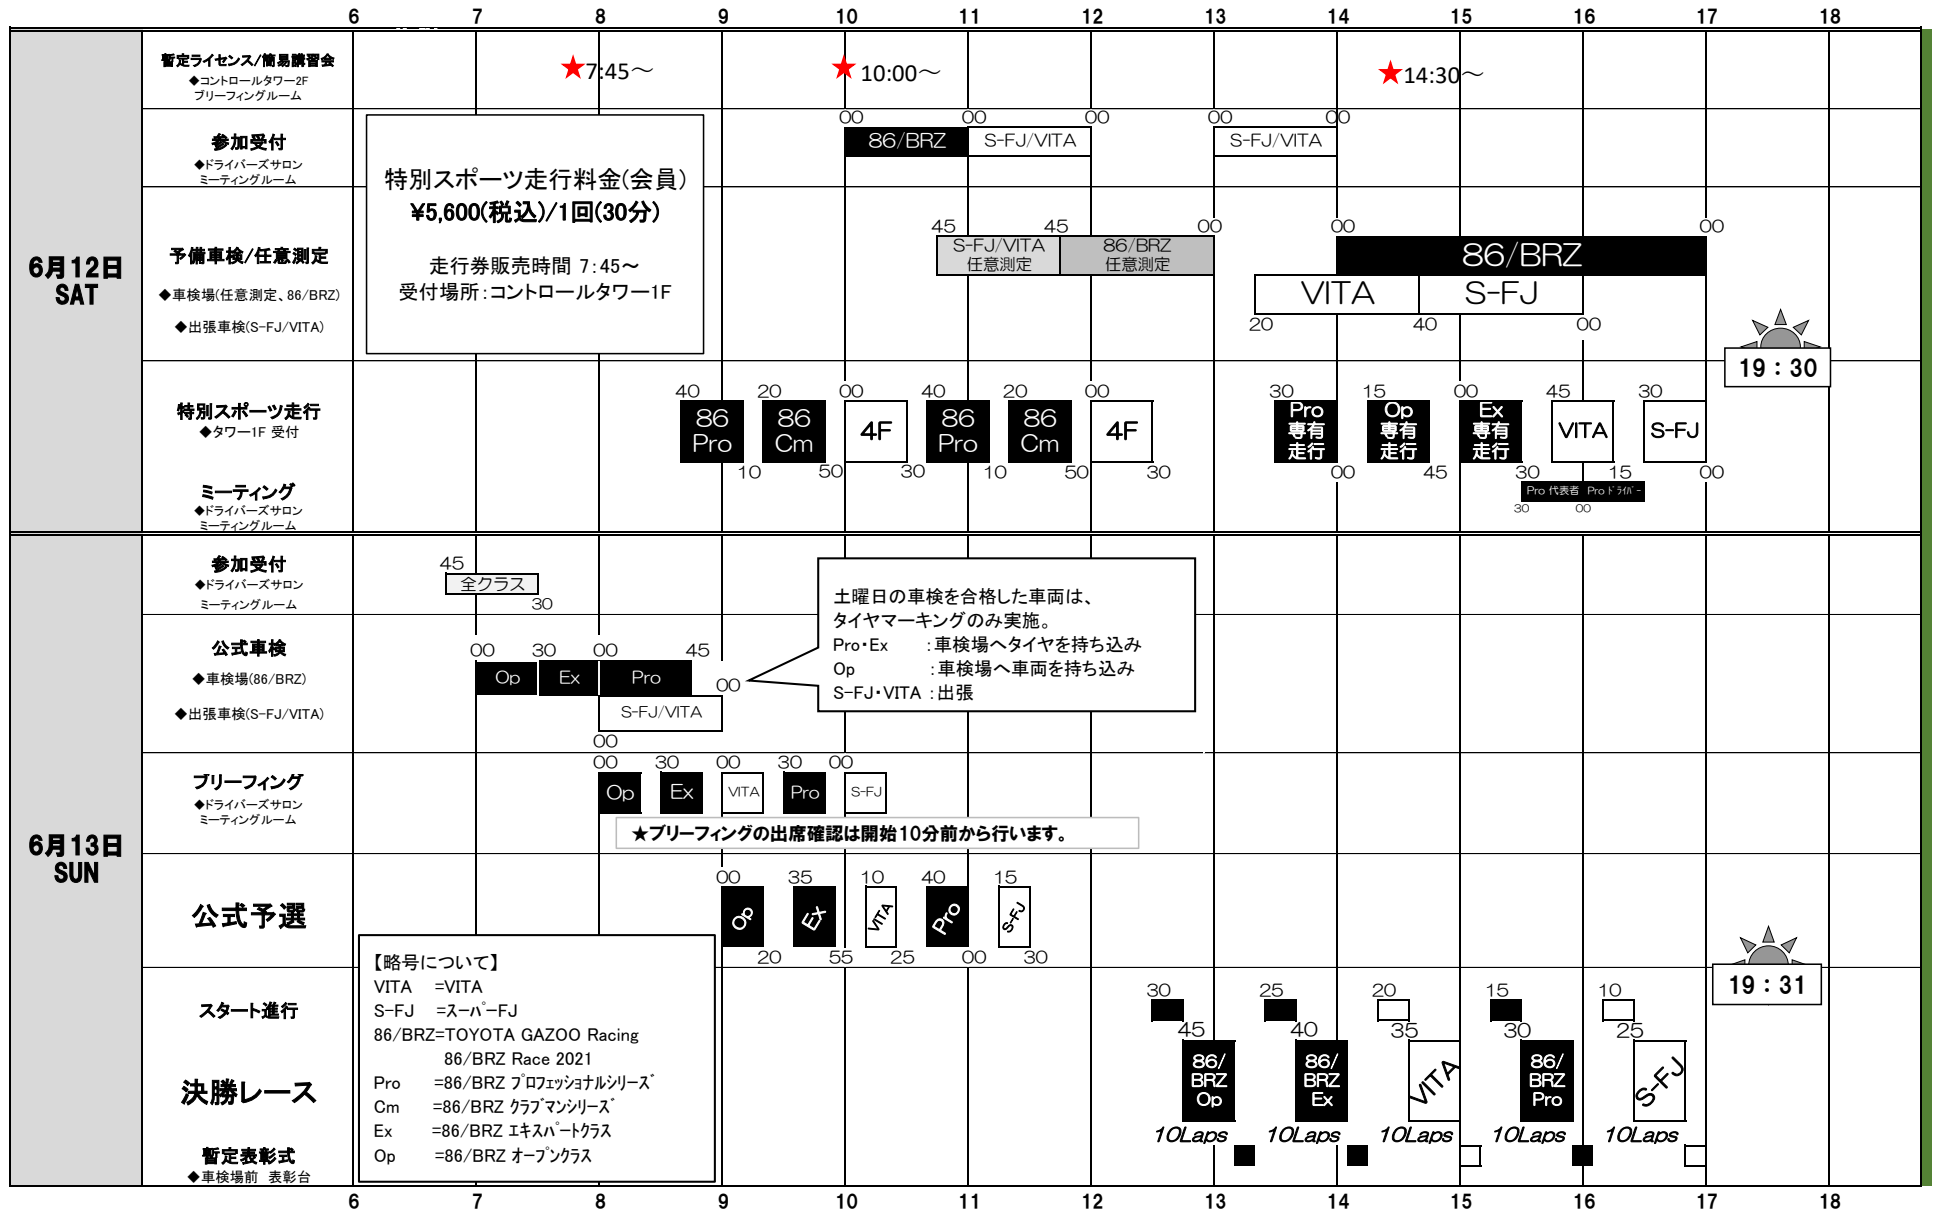 6 7 8 9 10 11 12 13 14 15 16 17 18
暫定ライセンス/簡易講習会
◆コントロールタワー2F
ブリーフィングルーム
★7:45～ ★10:00～ ★14:30～
参加受付
◆ドライバーズサロン
ミーティングルーム
00 00 00 00 00
86/BRZ S-FJ/VITA S-FJ/VITA
特別スポーツ走行料金(会員)
¥5,600(税込)/1回(30分)
走行券販売時間 7:45～
受付場所:コントロールタワー1F
6月12日
SAT
予備車検/任意測定
◆車検場(任意測定、86/BRZ)
◆出張車検(S-FJ/VITA)
45 45 00 00 00
S-FJ/VITA
任意測定
86/BRZ
任意測定
86/BRZ
VITA S-FJ
20 40 00
19：30
特別スポーツ走行
◆タワー1F 受付
40 20 00 40 20 00 30 15 00 45 30
86
Pro
86
Cm
4F
86
Pro
86
Cm
4F
Pro
専有
走行
Op
専有
走行
Ex
専有
走行
VITA
S-FJ
10 50 30 10 50 30 00 45 30 15 00
ミーティング
◆ドライバーズサロン
ミーティングルーム
Pro 代表者 Pro ﾄﾞﾗｲﾊﾞｰ
30 00
6月13日
SUN
参加受付
◆ドライバーズサロン
ミーティングルーム
45
全クラス
30
公式車検
◆車検場(86/BRZ)
◆出張車検(S-FJ/VITA)
00 30 00 45
Op Ex Pro
00
S-FJ/VITA
00
土曜日の車検を合格した車両は、
タイヤマーキングのみ実施。
Pro・Ex :車検場へタイヤを持ち込み
Op :車検場へ車両を持ち込み
S-FJ・VITA :出張
ブリーフィング
◆ドライバーズサロン
ミーティングルーム
00 30 00 30 00
Op Ex VITA Pro S-FJ
★ブリーフィングの出席確認は開始10分前から行います。
公式予選
00 35 10 40 15
Op Ex VITA Pro S-FJ
20 55 25 00 30
19：31
【略号について】
VITA =VITA
S-FJ =ｽｰﾊﾟｰFJ
86/BRZ=TOYOTA GAZOO Racing
86/BRZ Race 2021
Pro =86/BRZ ﾌﾟﾛﾌｪｯｼｮﾅﾙｼﾘｰｽﾞ
Cm =86/BRZ ｸﾗﾌﾞﾏﾝｼﾘｰｽﾞ
Ex =86/BRZ ｴｷｽﾊﾟｰﾄｸﾗｽ
Op =86/BRZ ｵｰﾌﾟﾝｸﾗｽ
スタート進行
30 25 20 15 10
決勝レース
45 40 35 30 25
86/
BRZ
Op
86/
BRZ
Ex
VITA
86/
BRZ
Pro
S-FJ
10Laps 10Laps 10Laps 10Laps 10Laps
暫定表彰式
◆車検場前 表彰台
6 7 8 9 10 11 12 13 14 15 16 17 18